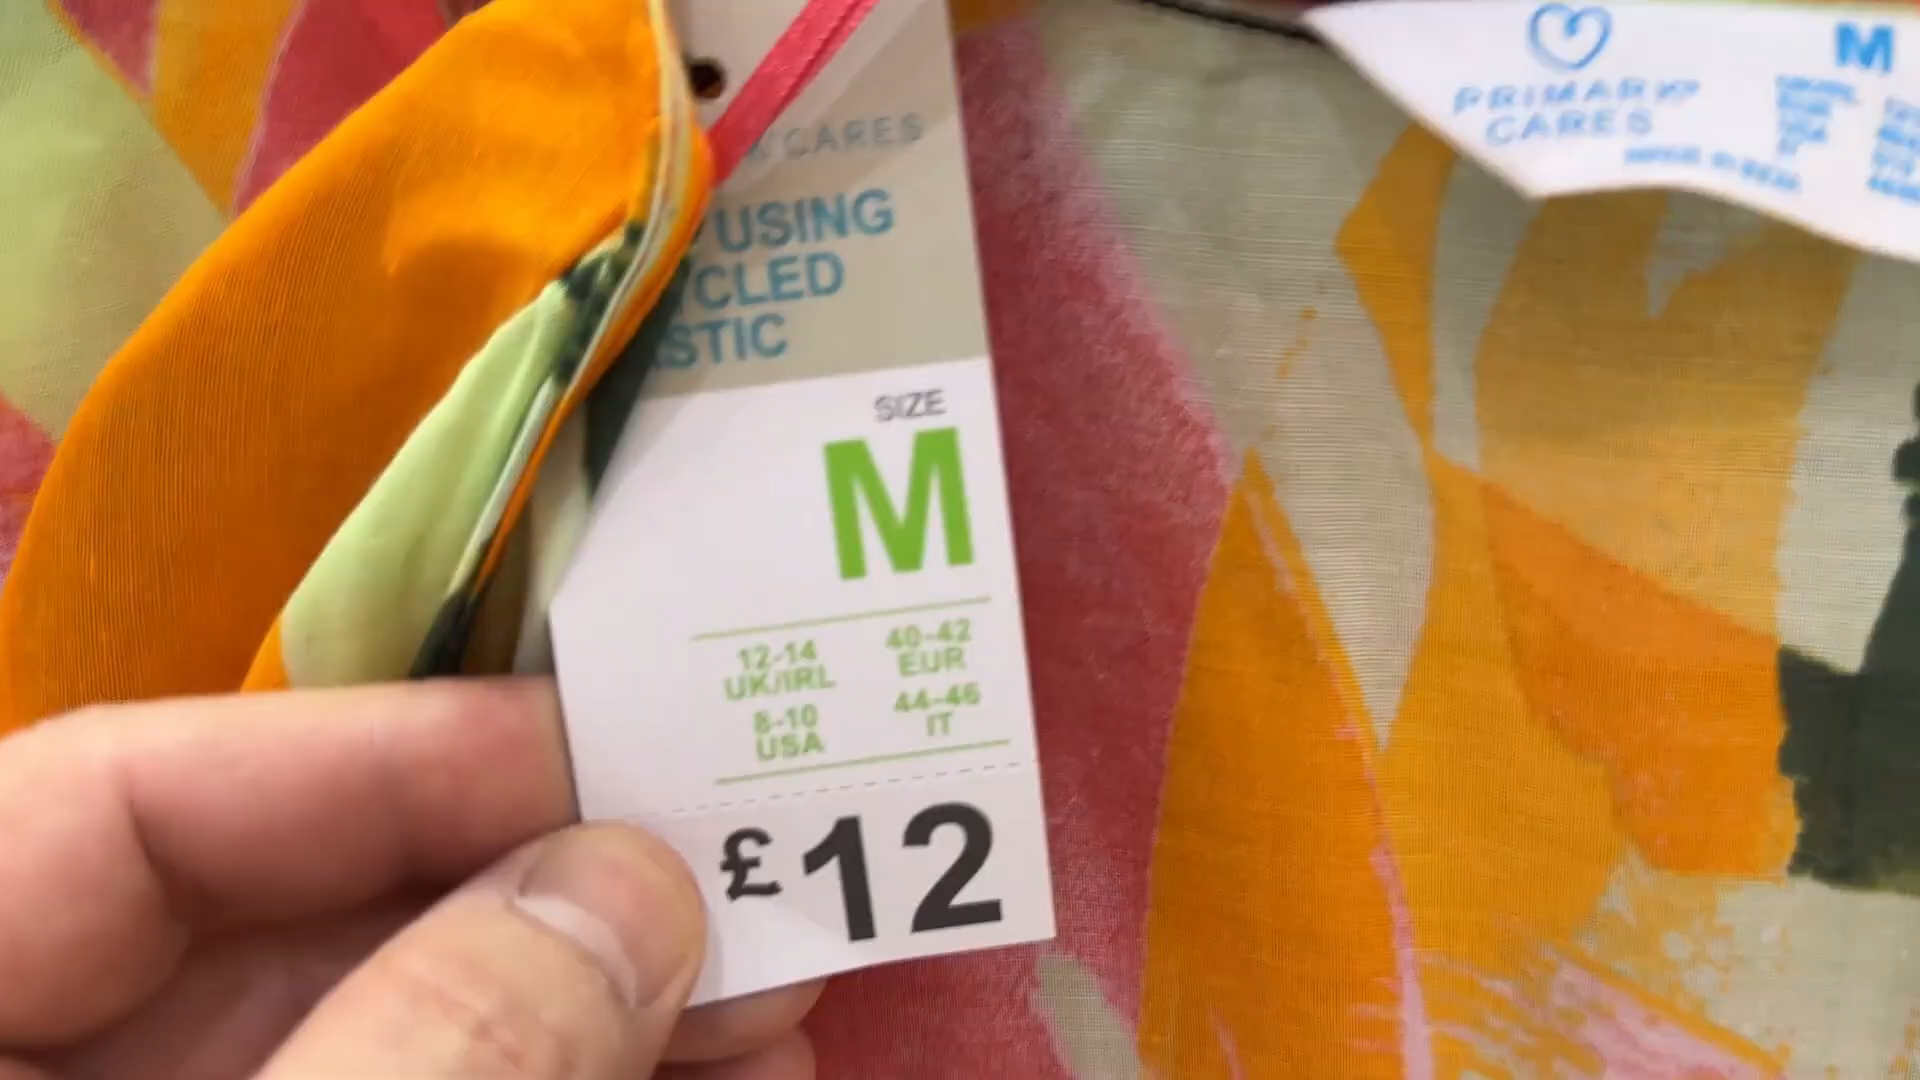 CARES
USING
CLED
STIC
SIZE
M
12-14
UK/IRL
40-42
EUR
8-10
USA
44-46
IT
£12
PRIMARK
CARES
M